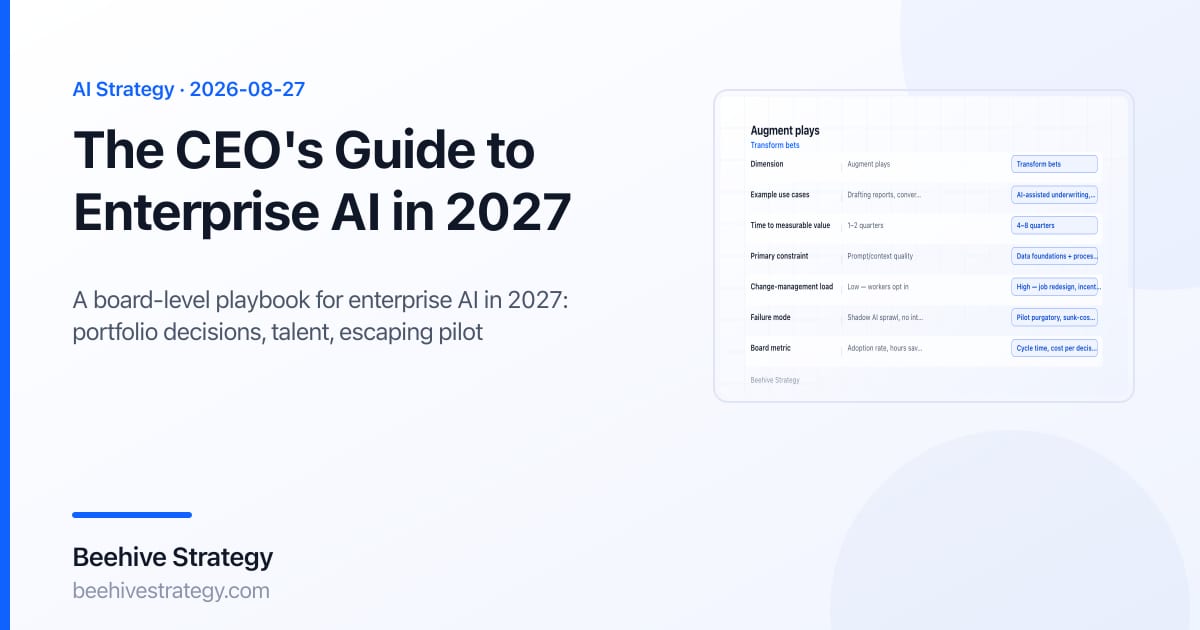 AI Strategy · 2026-08-27
The CEO's Guide to
Enterprise AI in 2027
A board-level playbook for enterprise AI in 2027:
portfolio decisions, talent, escaping pilot
Beehive Strategy
beehivestrategy.com
Augment plays
Transform bets
Dimension Augment plays Transform bets
Example use cases Drafting reports, conver... AI-assisted underwriting,...
Time to measurable value 1–2 quarters 4–8 quarters
Primary constraint Prompt/context quality Data foundations + proces...
Change-management load Low — workers opt in High — job redesign, incent...
Failure mode Shadow AI sprawl, no int... Pilot purgatory, sunk-cos...
Board metric Adoption rate, hours sav... Cycle time, cost per decis...
Beehive Strategy